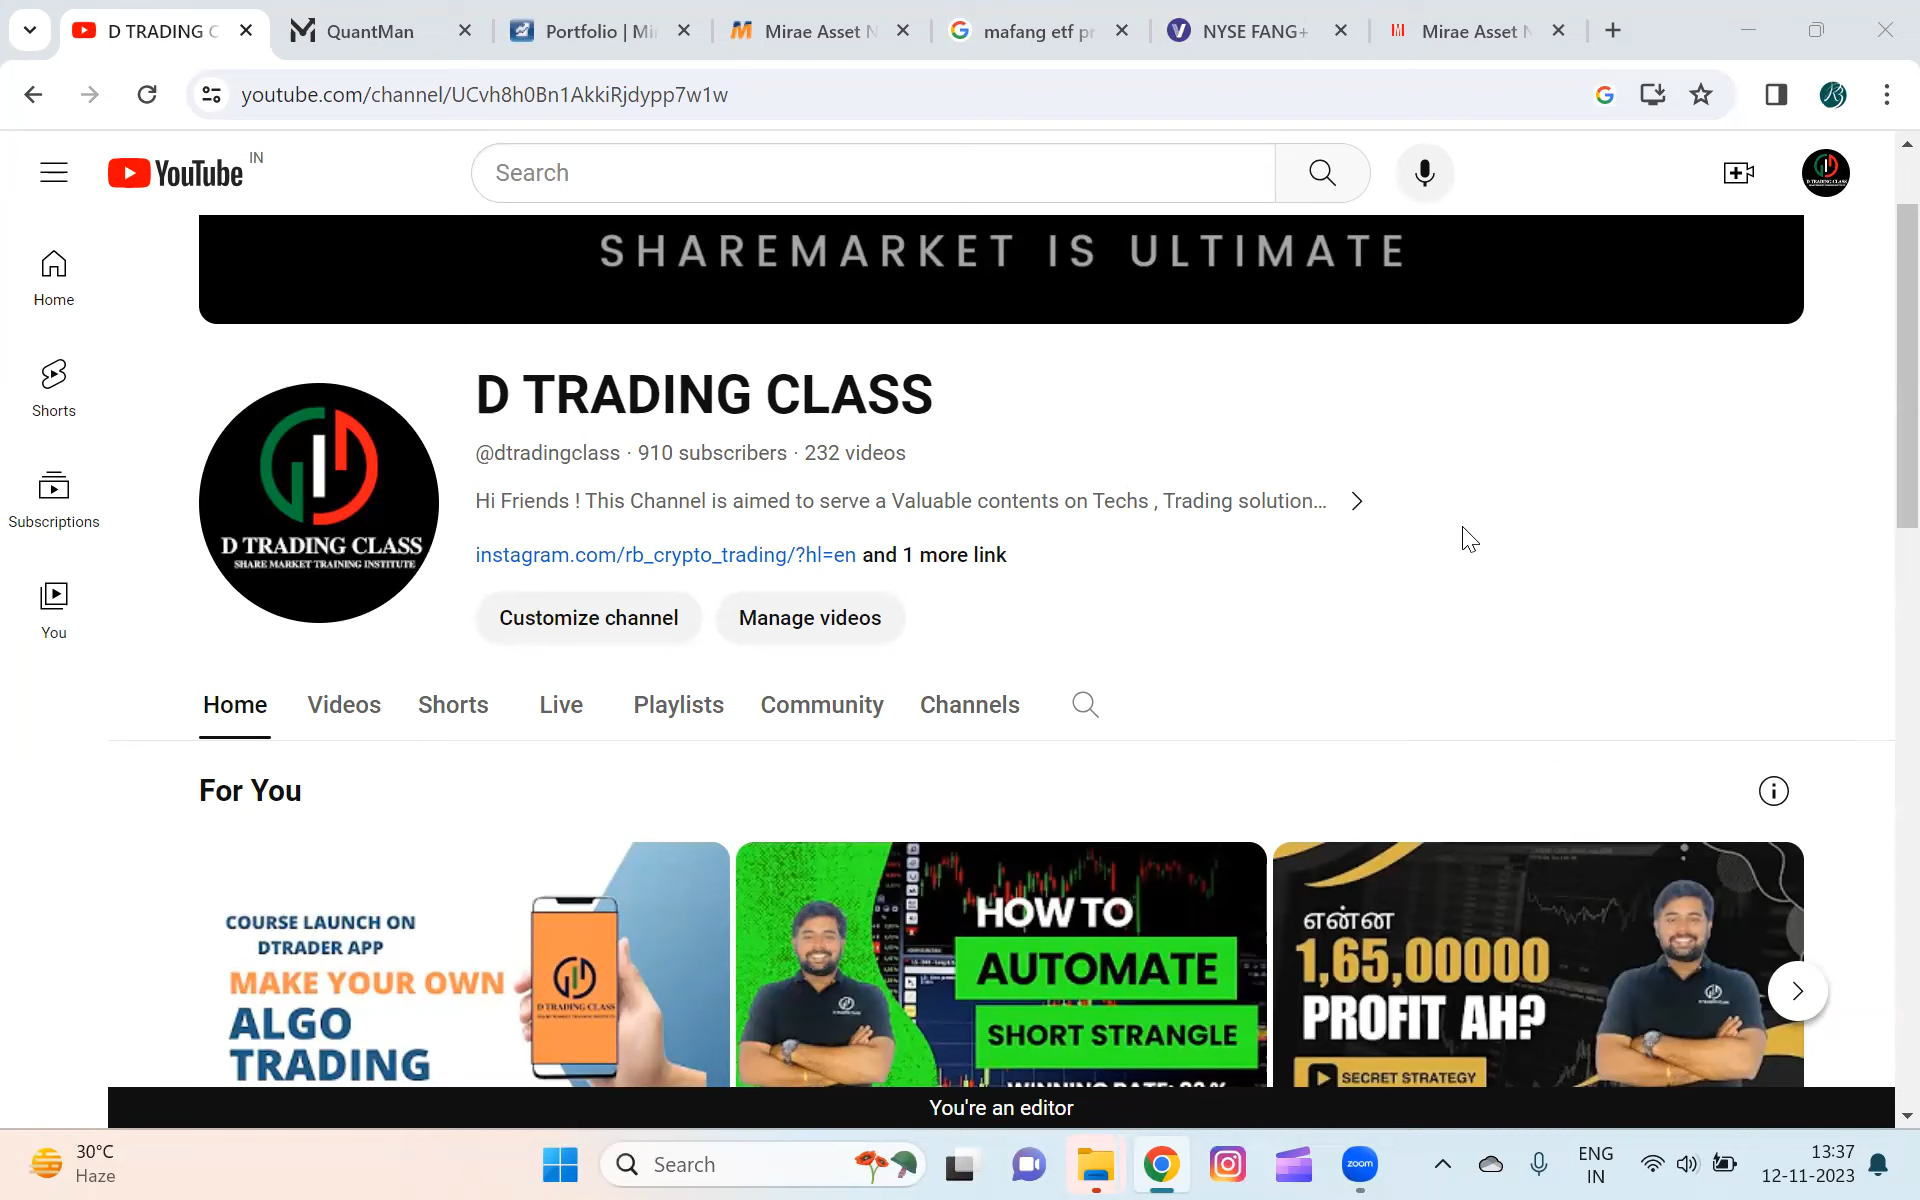 D TRADING C
QuantMan
Portfolio | Mi
Mirae Asset N
mafang etf pr
NYSE FANG+
Mirae Asset N
youtube.com/channel/UCvh8h0Bn1AkkiRjdypp7w1w
YouTube IN
Search
SHAREMARKET IS ULTIMATE
Home
Shorts
Subscriptions
You
D TRADING CLASS
SHARE MARKET TRAINING INSTITUTE
D TRADING CLASS
@dtradingclass · 910 subscribers · 232 videos
Hi Friends ! This Channel is aimed to serve a Valuable contents on Techs , Trading solution...
instagram.com/rb_crypto_trading/?hl=en and 1 more link
Customize channel
Manage videos
Home Videos Shorts Live Playlists Community Channels
For You
COURSE LAUNCH ON
DTRADER APP
MAKE YOUR OWN
ALGO
TRADING
D TRADING CLASS
HOW TO
AUTOMATE
SHORT STRANGLE
என்ன
1,65,00000
PROFIT AH?
SECRET STRATEGY
You're an editor
30°C
Haze
Search
zoom
ENG
IN
13:37
12-11-2023